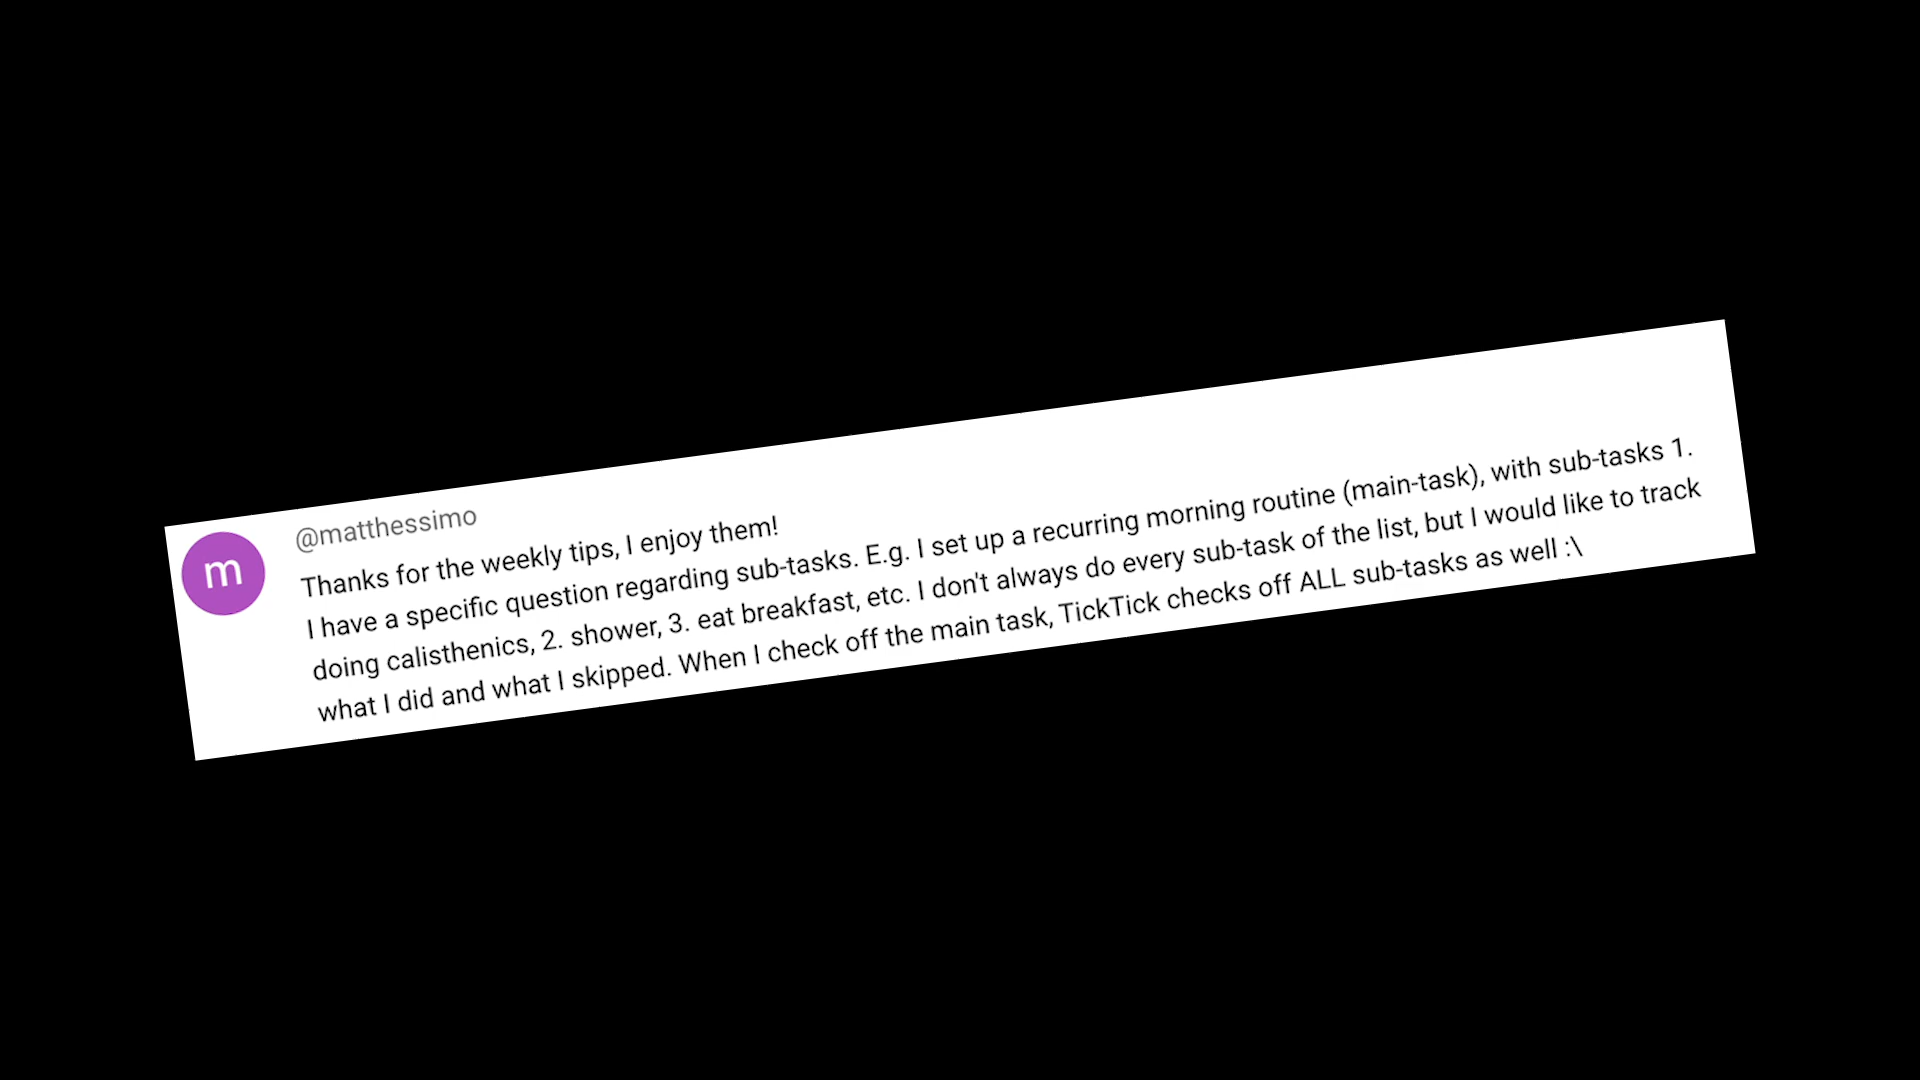 m
@matthessimo
Thanks for the weekly tips, I enjoy them!
I have a specific question regarding sub-tasks. E.g. I set up a recurring morning routine (main-task), with sub-tasks 1.
doing calisthenics, 2. shower, 3. eat breakfast, etc. I don't always do every sub-task of the list, but I would like to track
what I did and what I skipped. When I check off the main task, TickTick checks off ALL sub-tasks as well :\